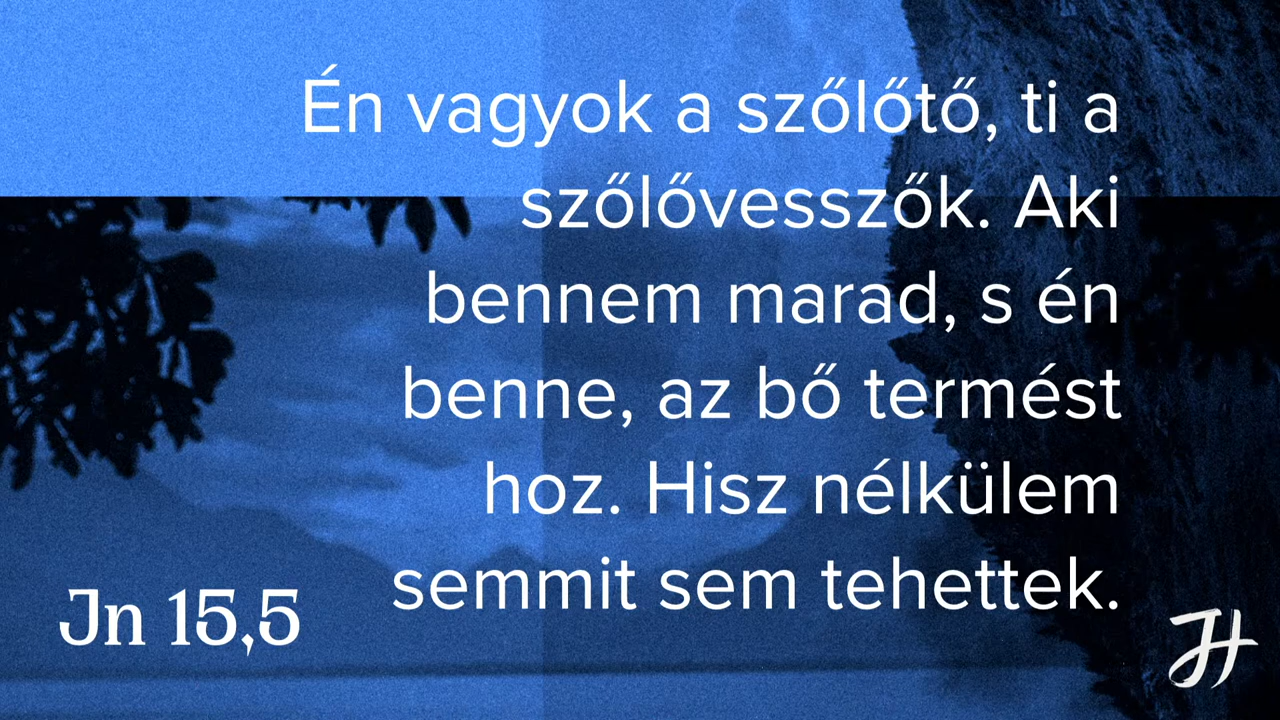 Én vagyok a szőlőtő, ti a
szőlővesszők. Aki
bennem marad, s én
benne, az bő termést
hoz. Hisz nélkülem
semmit sem tehettek.
Jn 15,5
JH